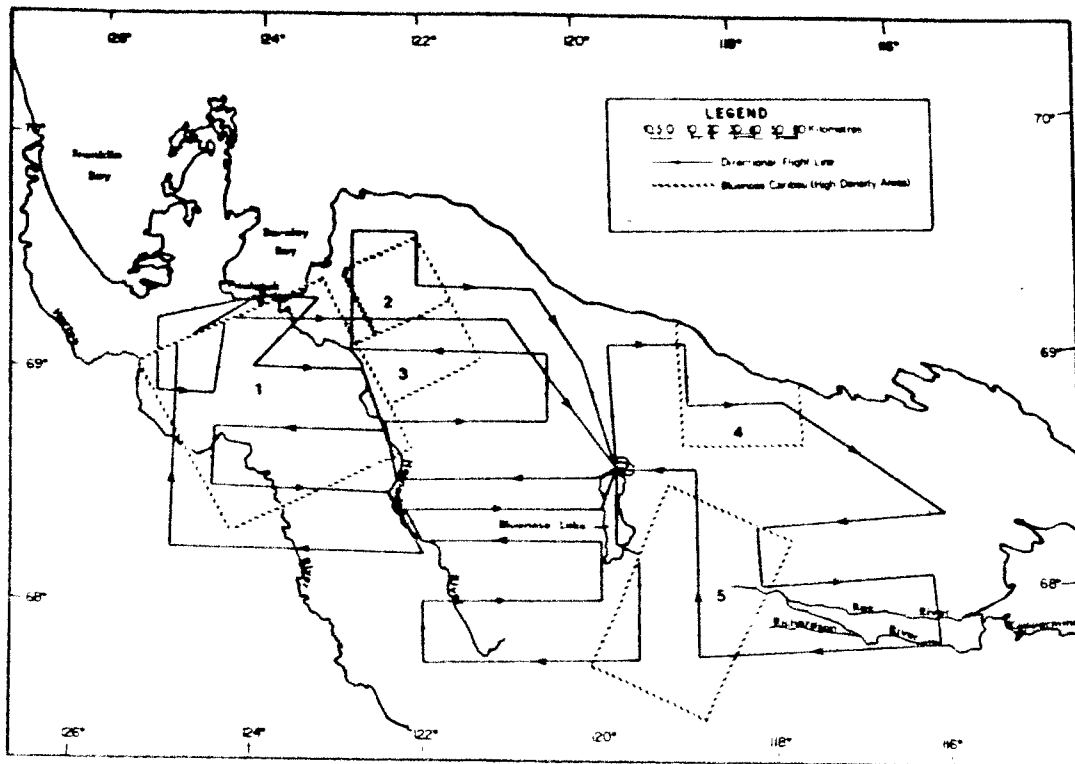 126° 124° 122° 120° 118° 116°
LEGEND
Kilometres
Directional Flight Line
Bluenose Caribou (High Density Areas)
70°
70°
Franklin
Bay
Darnley
Bay
2
69°
69°
1
3
4
Bluenose Lake
68°
68°
5
Rae River
Richardson
River
126° 124° 122° 120° 118° 116°